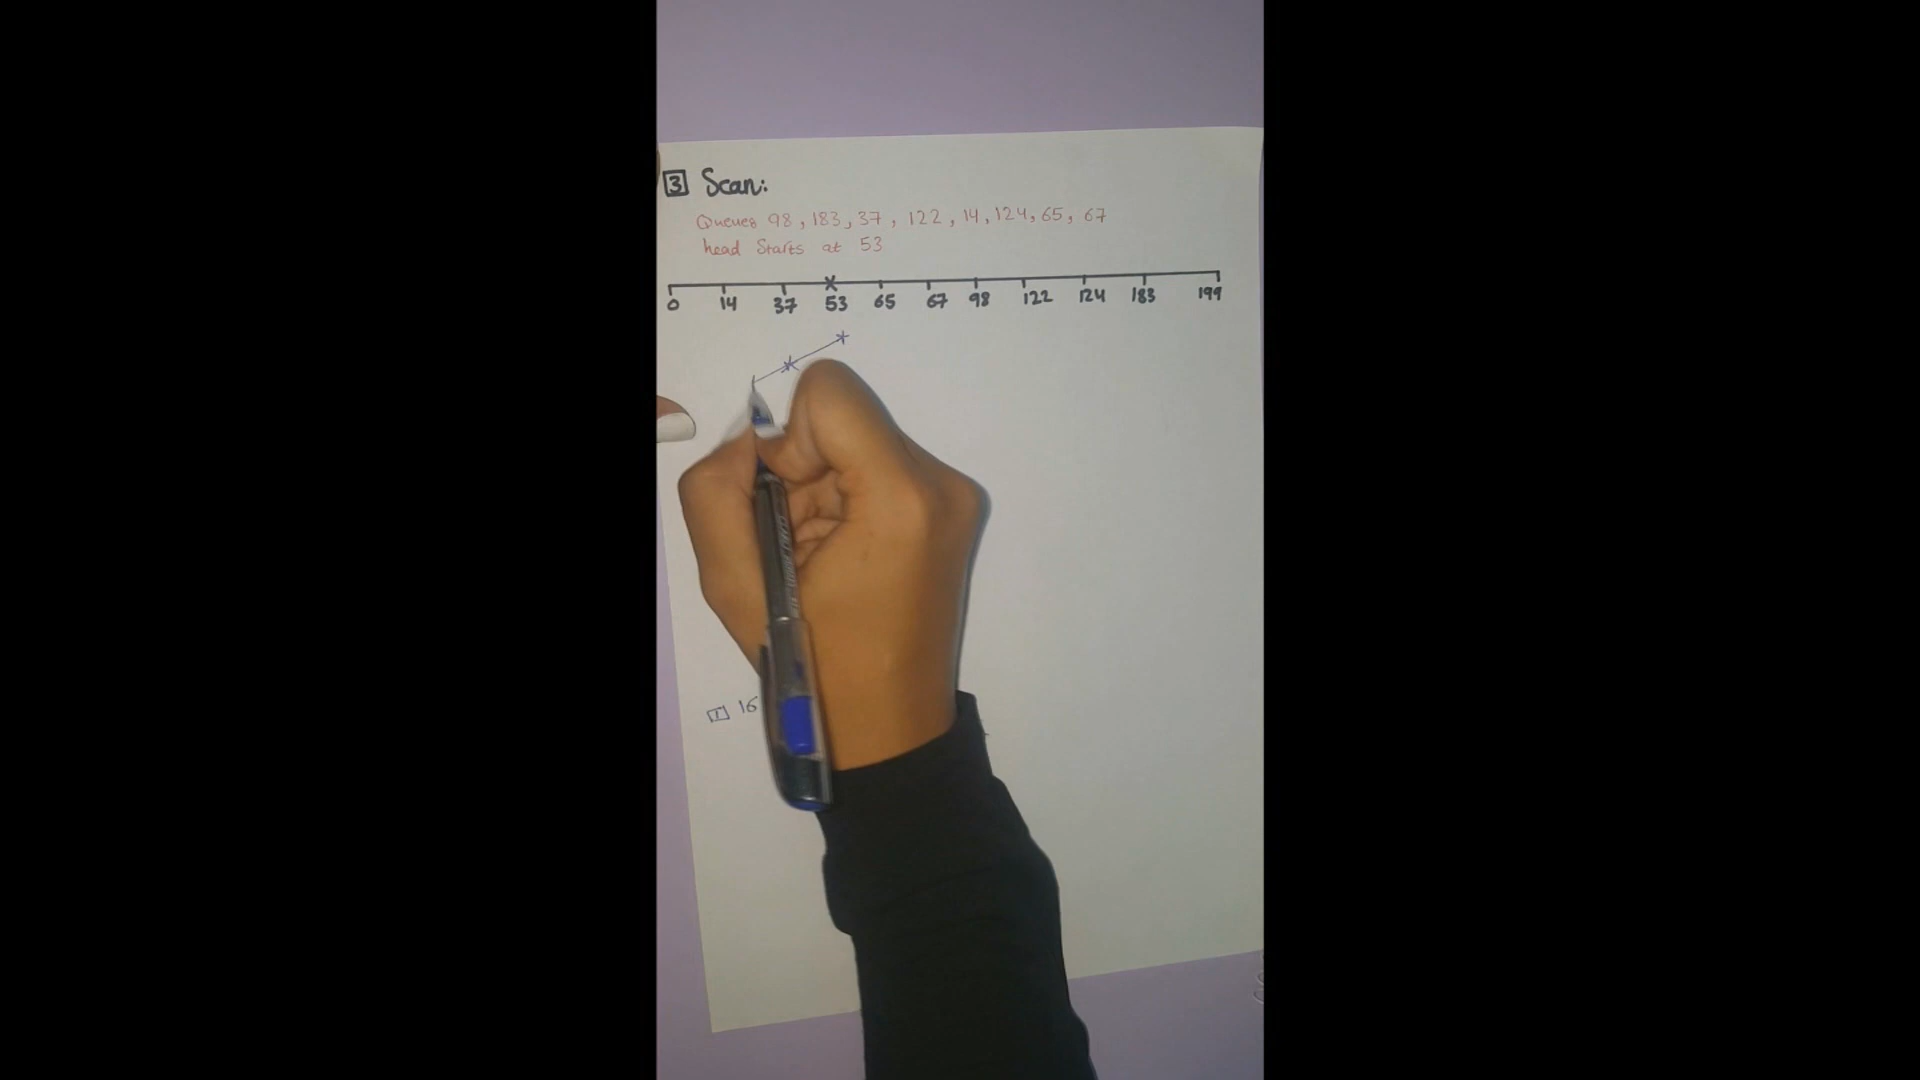 3 Scan:
Queues 98, 183, 37, 122, 14, 124, 65, 67
head Starts at 53
0 14 37 53 65 67 98 122 124 183 199
1 16